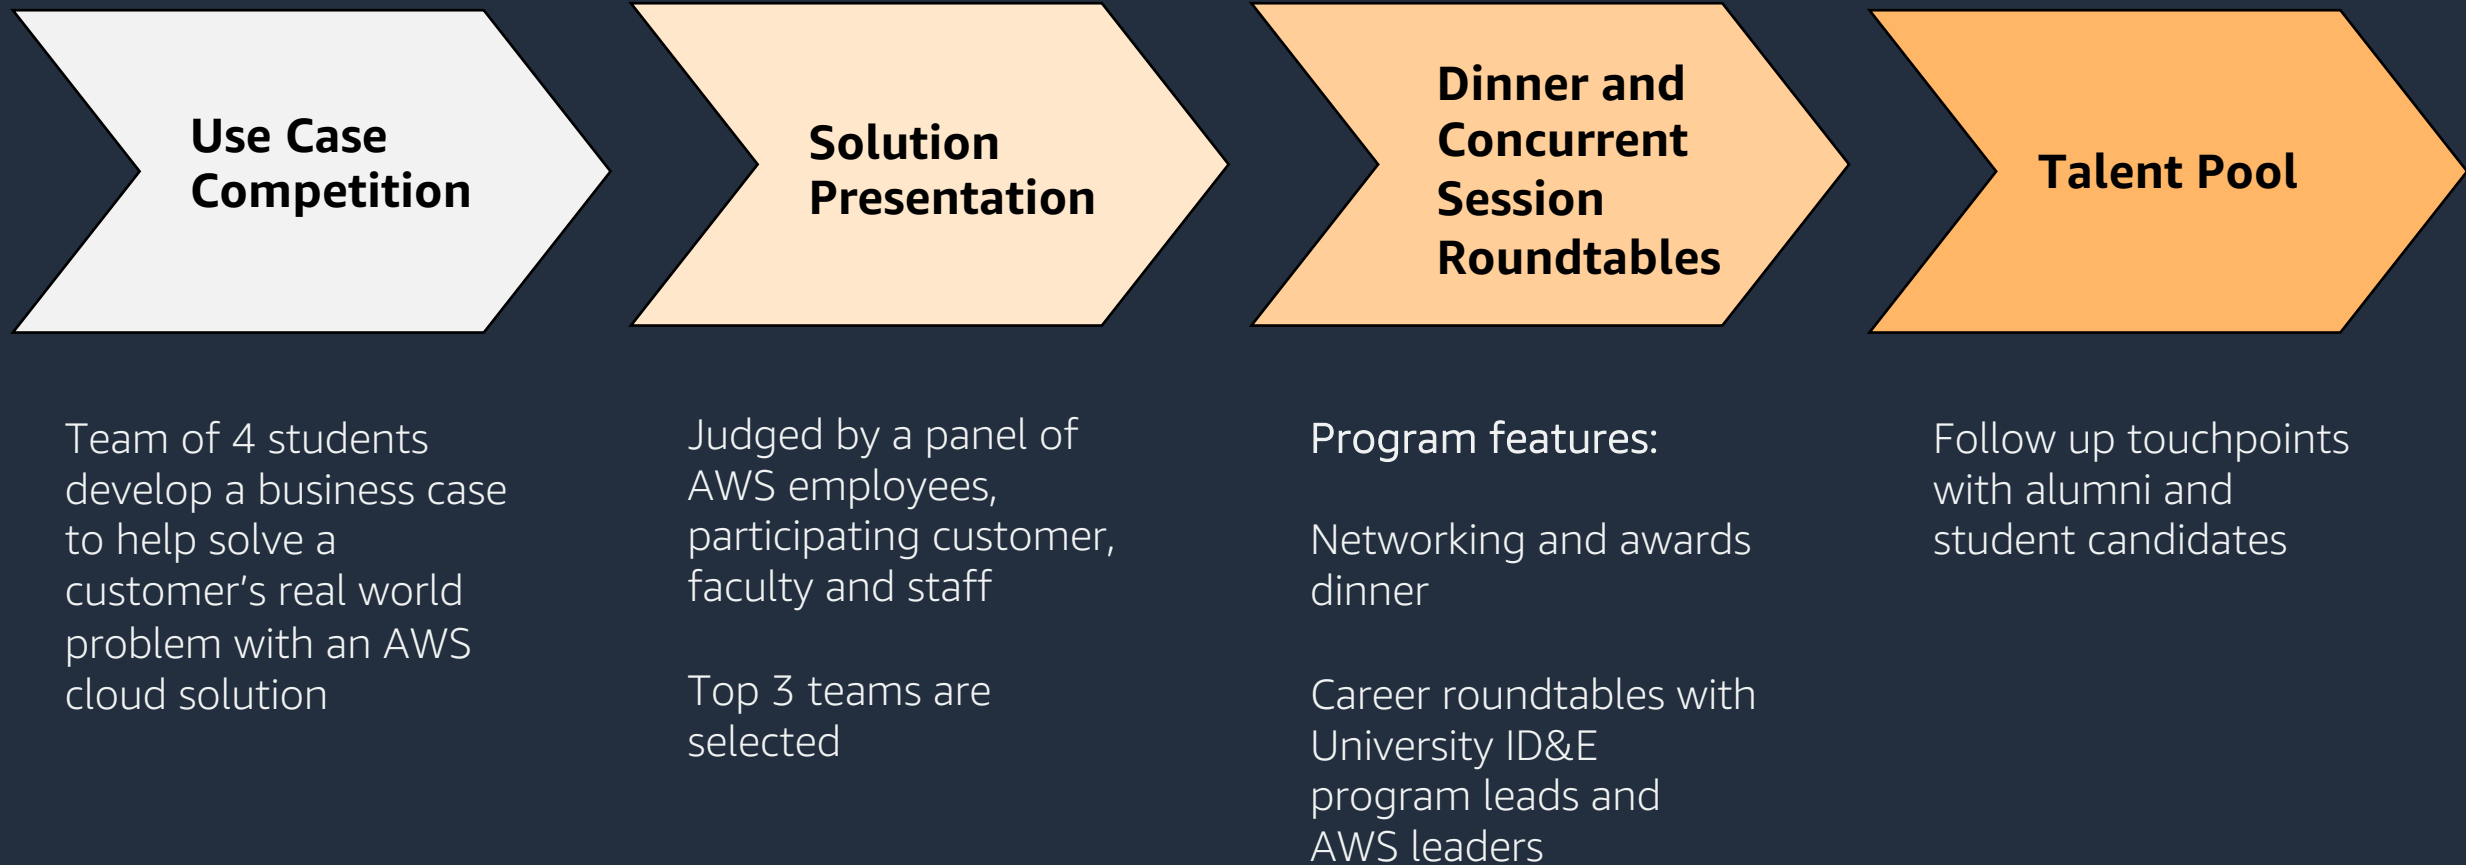 Use Case
Competition
Solution
Presentation
Dinner and
Concurrent
Session
Roundtables
Talent Pool
Team of 4 students
develop a business case
to help solve a
customer’s real world
problem with an AWS
cloud solution
Judged by a panel of
AWS employees,
participating customer,
faculty and staff
Top 3 teams are
selected
Program features:
Networking and awards
dinner
Career roundtables with
University ID&E
program leads and
AWS leaders
Follow up touchpoints
with alumni and
student candidates